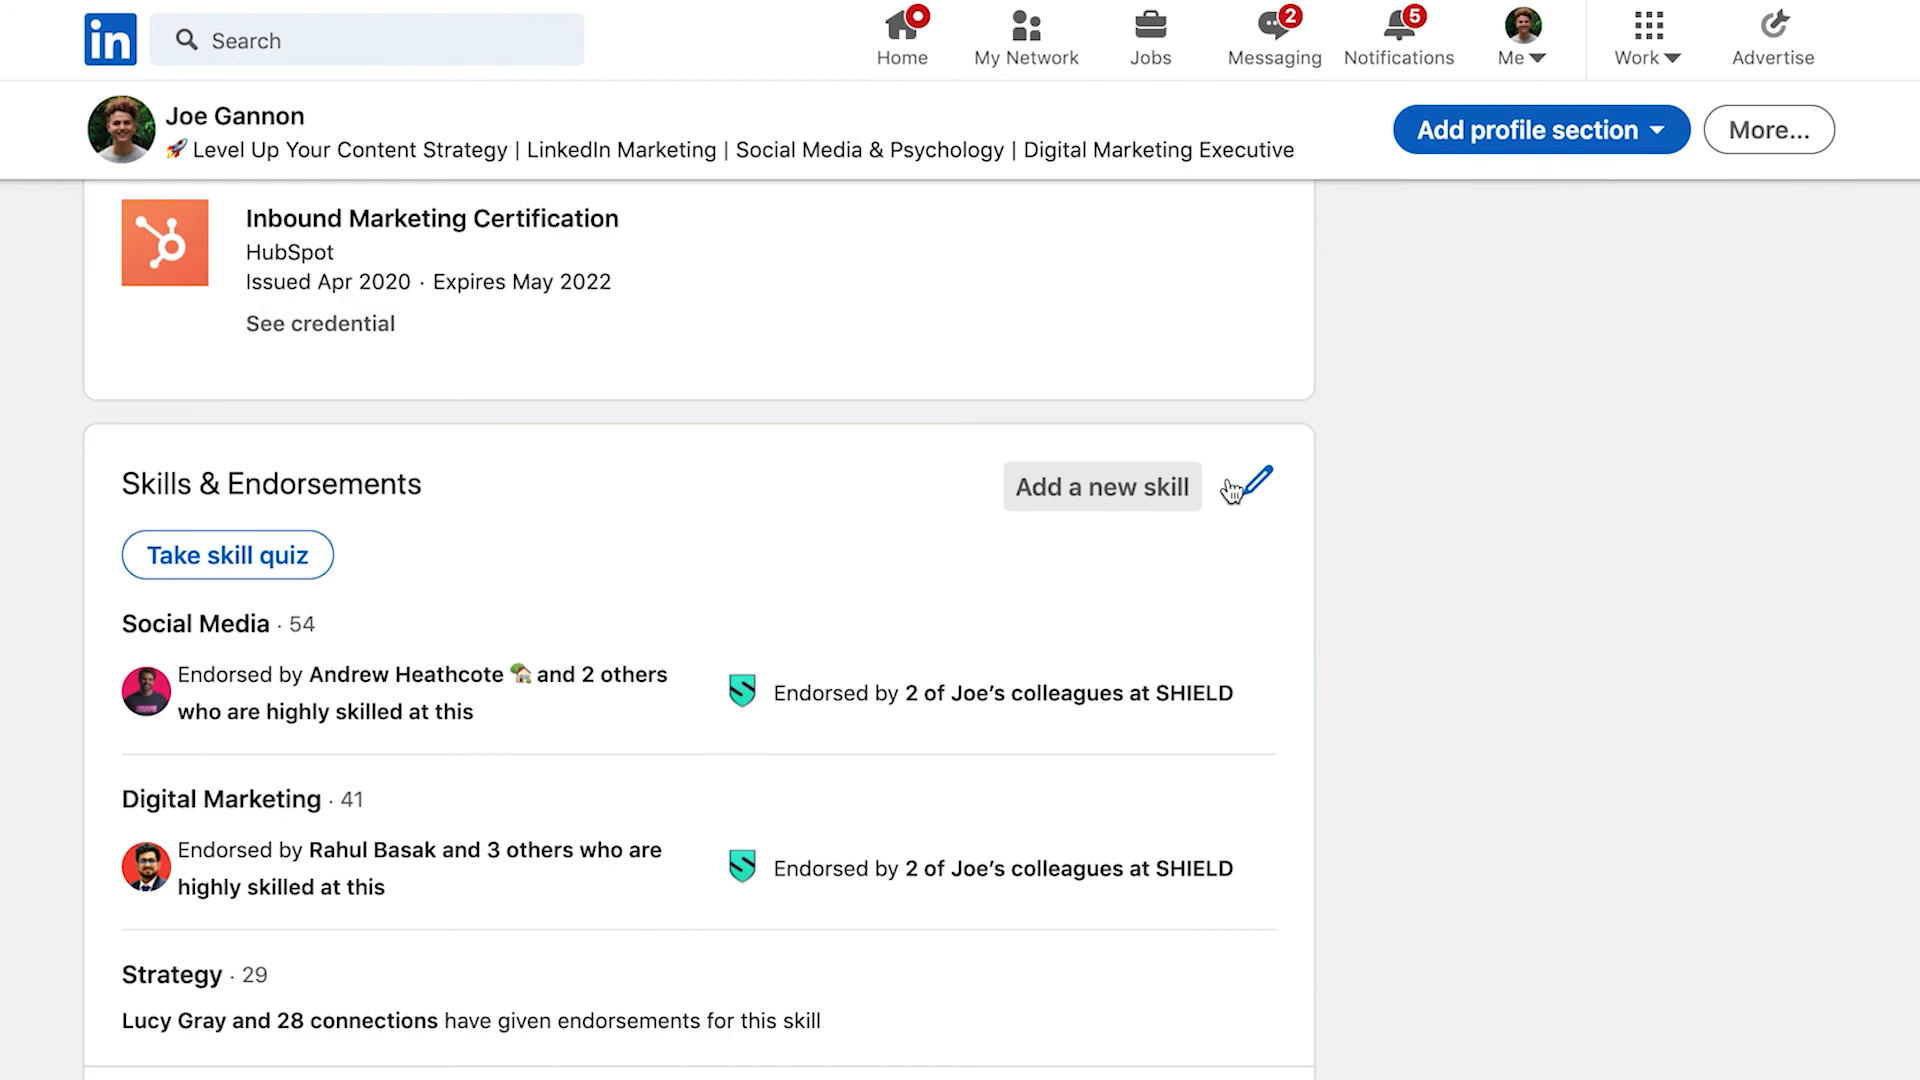 in
Search
Home
My Network
Jobs
2
Messaging
5
Notifications
Me
Work
Advertise
Joe Gannon
🚀 Level Up Your Content Strategy | LinkedIn Marketing | Social Media & Psychology | Digital Marketing Executive
Add profile section
More...
Inbound Marketing Certification
HubSpot
Issued Apr 2020 · Expires May 2022
See credential
Skills & Endorsements
Add a new skill
Take skill quiz
Social Media · 54
Endorsed by Andrew Heathcote 🏡 and 2 others
who are highly skilled at this
Endorsed by 2 of Joe’s colleagues at SHIELD
Digital Marketing · 41
Endorsed by Rahul Basak and 3 others who are
highly skilled at this
Endorsed by 2 of Joe’s colleagues at SHIELD
Strategy · 29
Lucy Gray and 28 connections have given endorsements for this skill